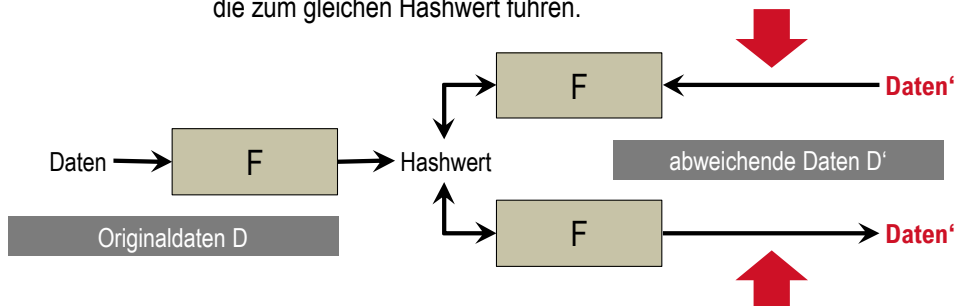 die zum gleichen Hashwert führen.
F
Daten‘
Daten
F
Hashwert
abweichende Daten D‘
Originaldaten D
F
Daten‘